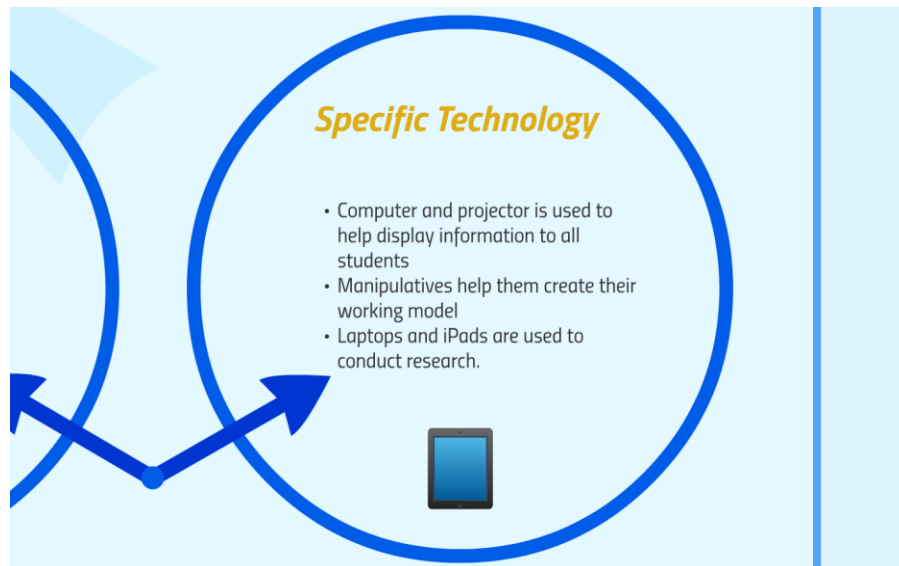 Specific Technology
• Computer and projector is used to
help display information to all
students
• Manipulatives help them create their
working model
• Laptops and iPads are used to
conduct research.